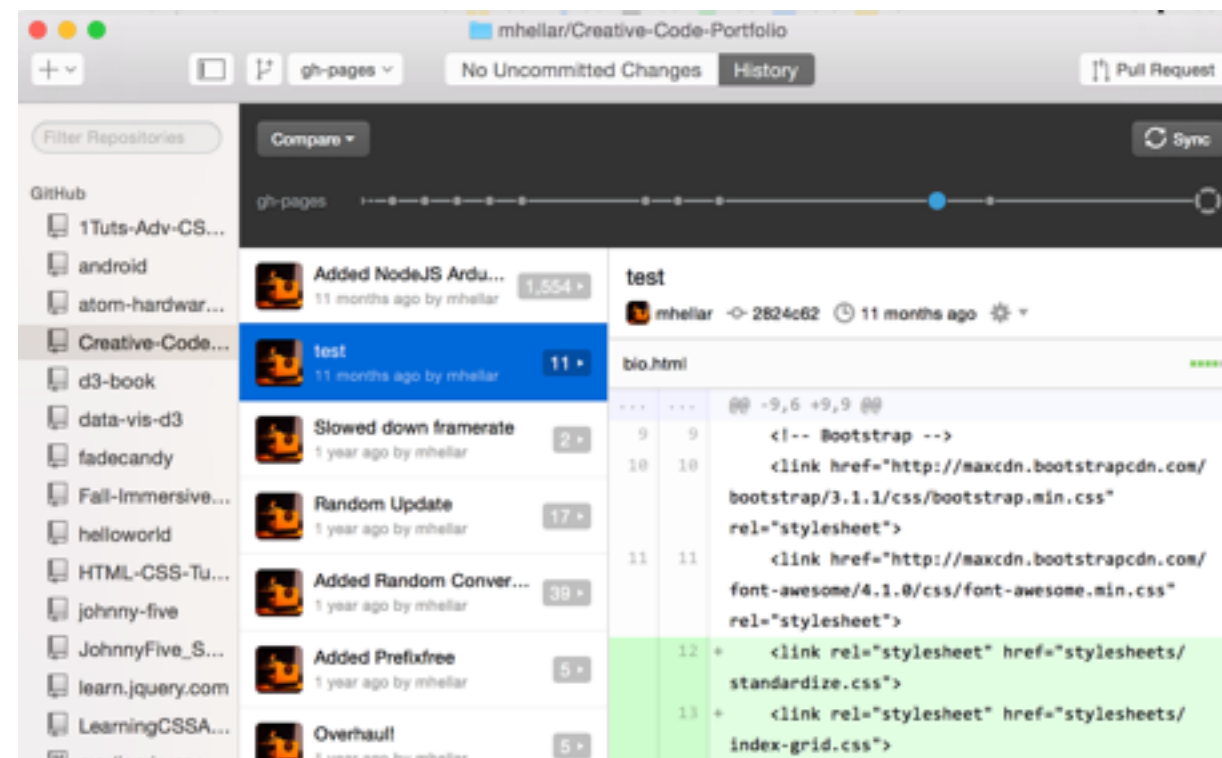 mhellar/Creative-Code-Portfolio
gh-pages
No Uncommitted Changes
History
Pull Request
Filter Repositories
Compare
Sync
gh-pages
GitHub
1Tuts-Adv-CS...
android
atom-hardwar...
Creative-Code...
d3-book
data-vis-d3
fadecandy
Fall-Immersive...
helloworld
HTML-CSS-Tu...
johnny-five
JohnnyFive_S...
learn.jquery.com
LearningCSSA...
Added NodeJS Ardu...
1,554
11 months ago by mhellar
test
11
11 months ago by mhellar
Slowed down framerate
2
1 year ago by mhellar
Random Update
17
1 year ago by mhellar
Added Random Conver...
39
1 year ago by mhellar
Added Prefixfree
5
1 year ago by mhellar
Overhaul!
5
1 year ago by mhellar
test
mhellar 2824c62 11 months ago
bio.html
... ... @@ -9,6 +9,9 @@
9 9 <!-- Bootstrap -->
10 10 <link href="http://maxcdn.bootstrapcdn.com/
bootstrap/3.1.1/css/bootstrap.min.css"
rel="stylesheet">
11 11 <link href="http://maxcdn.bootstrapcdn.com/
font-awesome/4.1.0/css/font-awesome.min.css"
rel="stylesheet">
12 + <link rel="stylesheet" href="stylesheets/
standardize.css">
13 + <link rel="stylesheet" href="stylesheets/
index-grid.css">